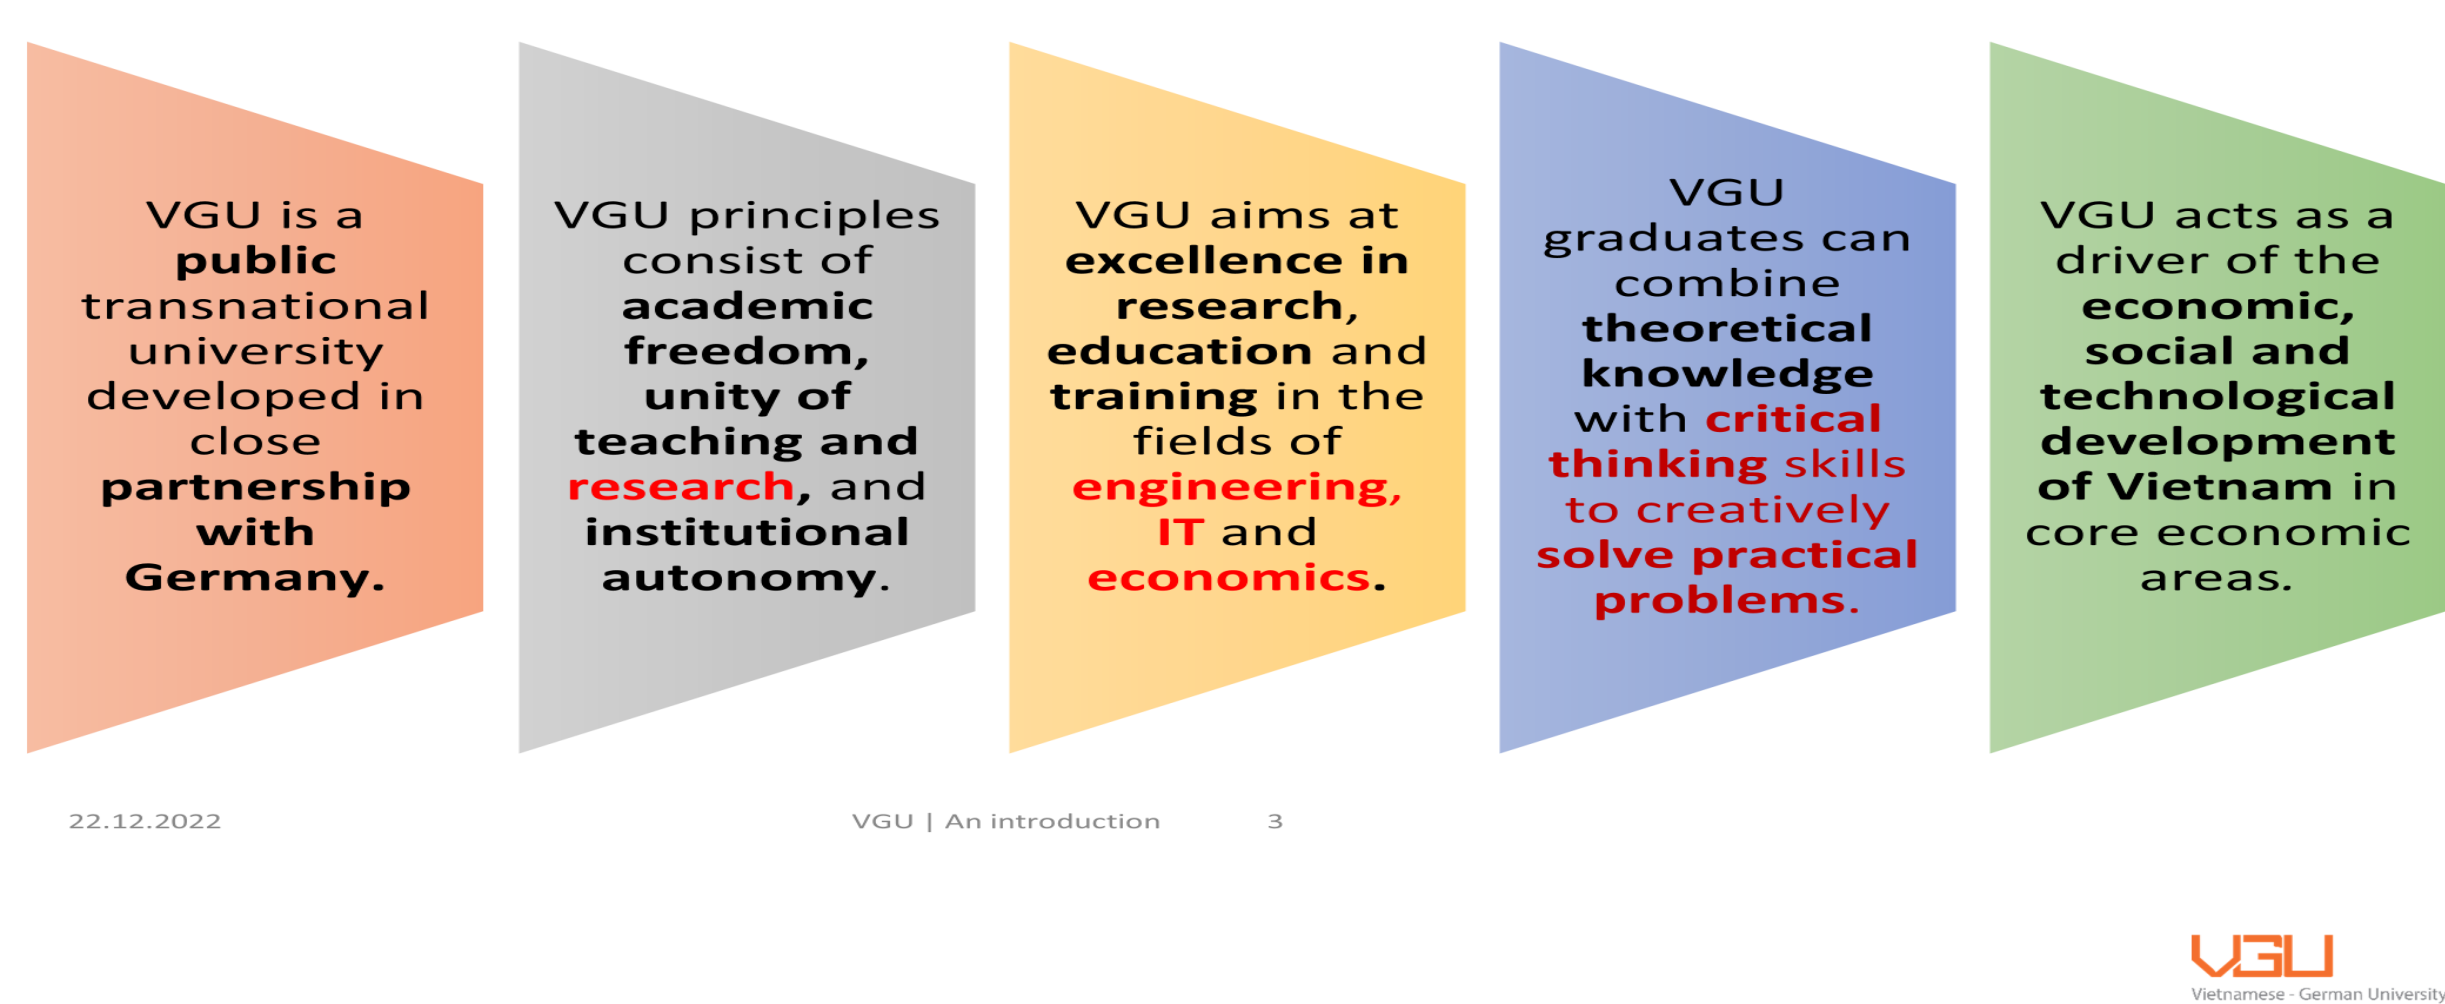 VGU is a
public
transnational
university
developed in
close
partnership
with
Germany.
VGU principles
consist of
academic
freedom,
unity of
teaching and
research, and
institutional
autonomy.
VGU aims at
excellence in
research,
education and
training in the
fields of
engineering,
IT and
economics.
VGU
graduates can
combine
theoretical
knowledge
with critical
thinking skills
to creatively
solve practical
problems.
VGU acts as a
driver of the
economic,
social and
technological
development
of Vietnam in
core economic
areas.
22.12.2022
VGU | An introduction
3
VGU
Vietnamese - German University